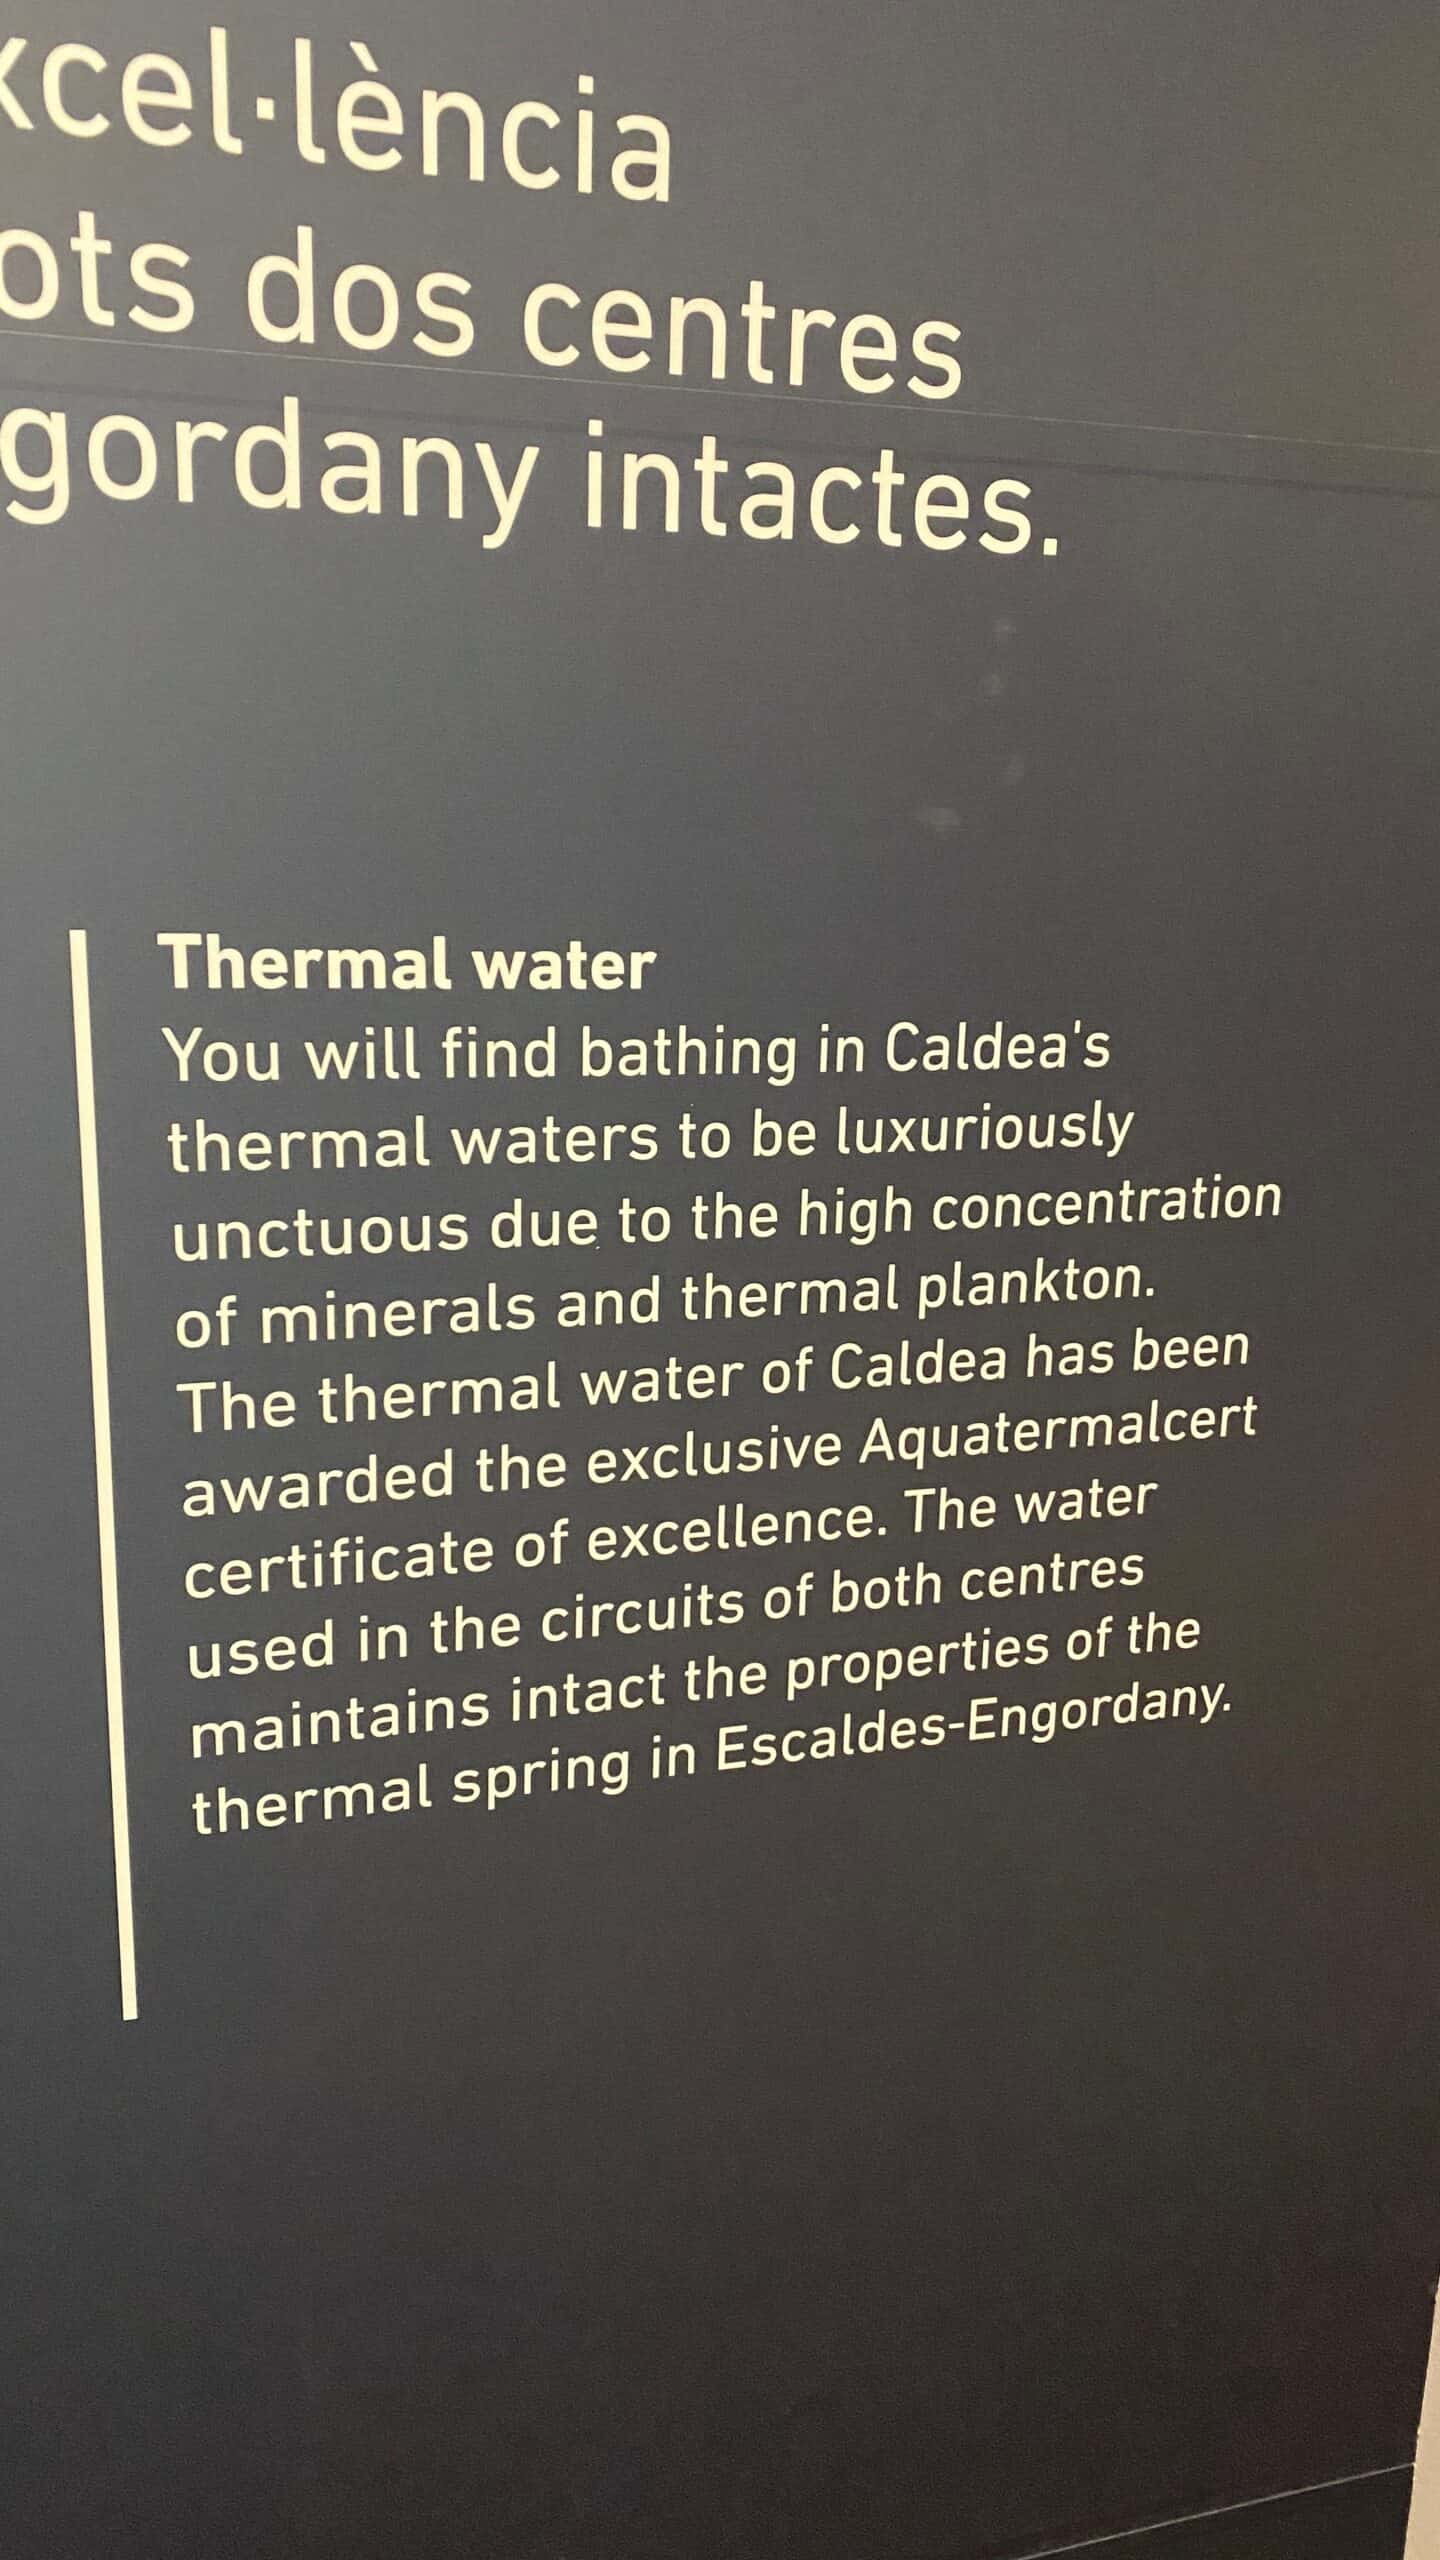 xcel·lència
ots dos centres
gordany intactes.
Thermal water
You will find bathing in Caldea's
thermal waters to be luxuriously
unctuous due to the high concentration
of minerals and thermal plankton.
The thermal water of Caldea has been
awarded the exclusive Aquatermalcert
certificate of excellence. The water
used in the circuits of both centres
maintains intact the properties of the
thermal spring in Escaldes-Engordany.